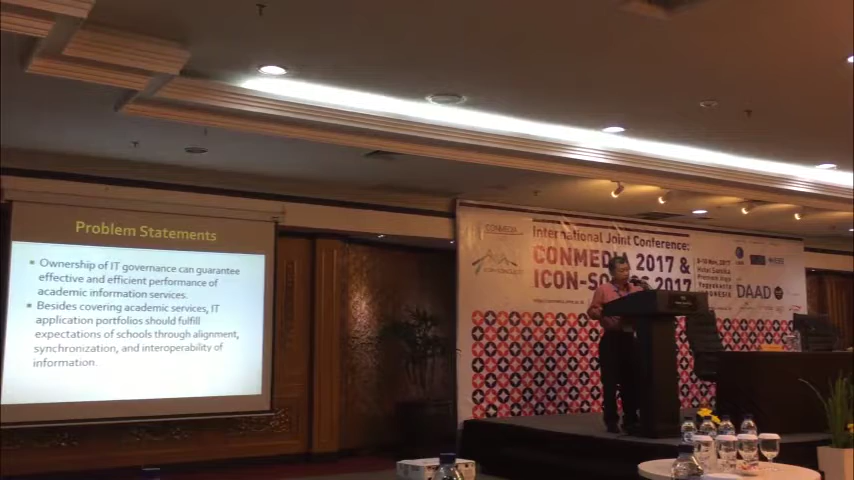 Problem Statements
Ownership of IT governance can guarantee
effective and efficient performance of
academic information services.
Besides covering academic services, IT
application portfolios should fulfill
expectations of schools through alignment,
synchronization, and interoperability of
information.
CONMEDIA
International Joint Conference:
CONMEDIA 2017 &
ICON-SONICS 2017
INDONESIA
DAAD